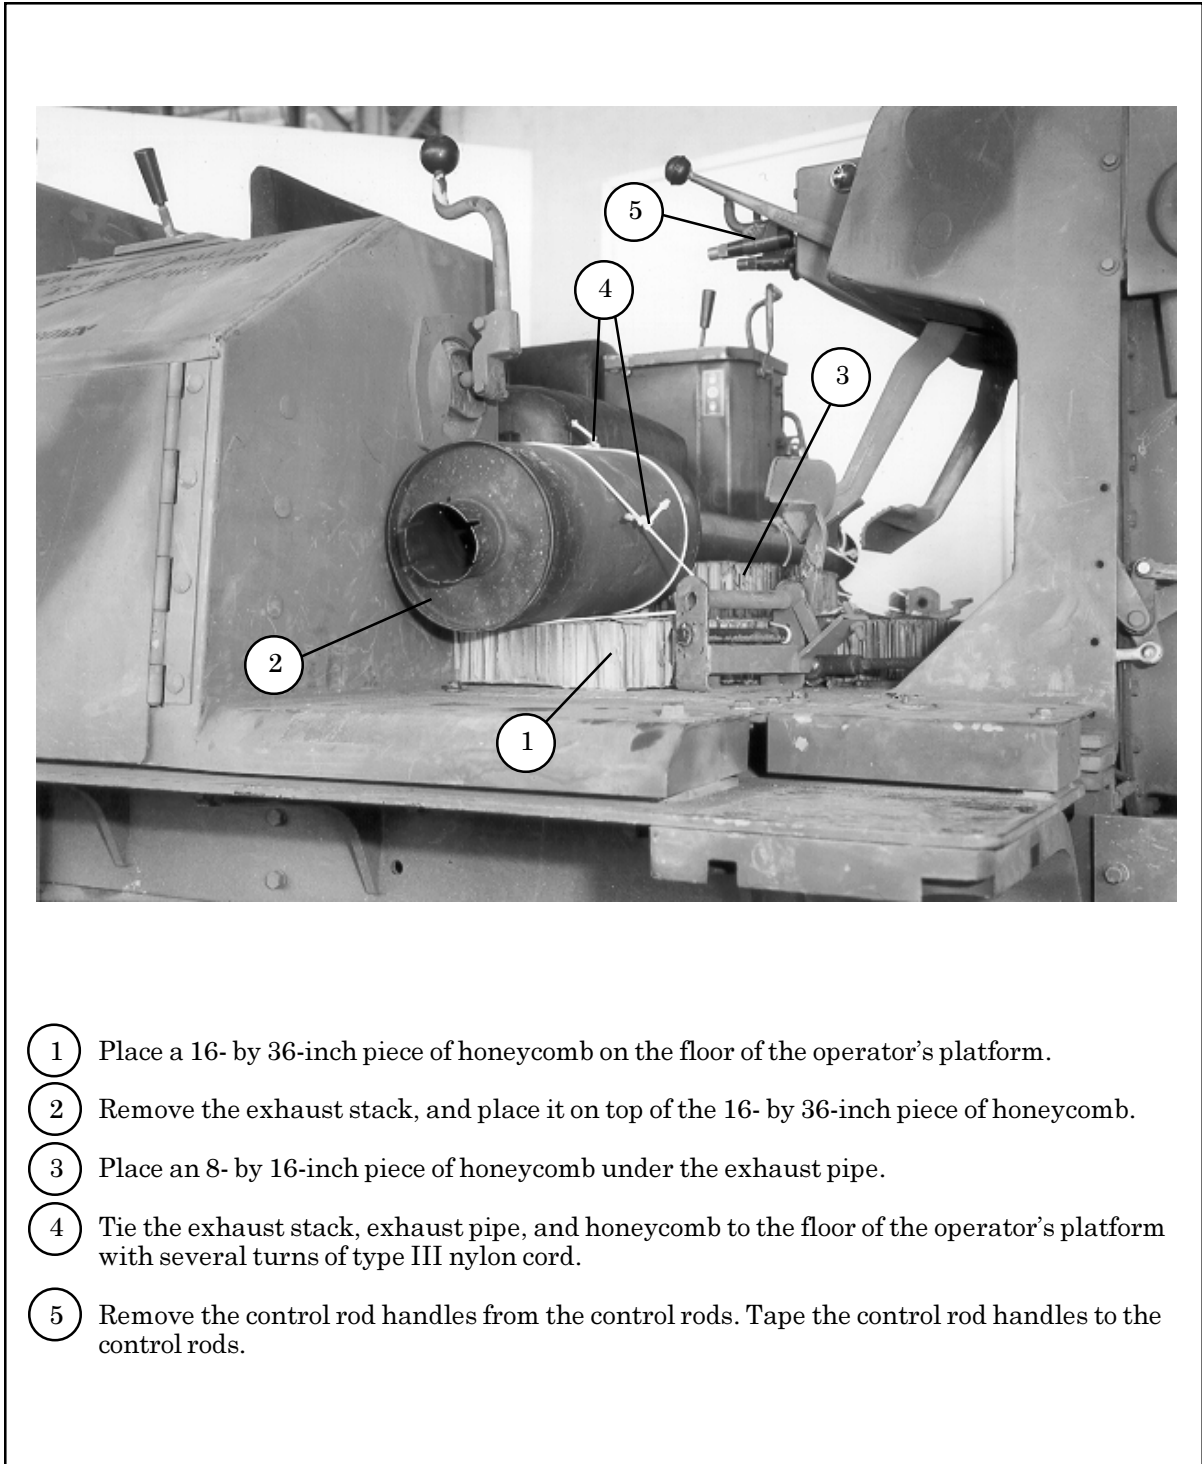 5
4
3
2
1
1 Place a 16- by 36-inch piece of honeycomb on the floor of the operator’s platform.
2 Remove the exhaust stack, and place it on top of the 16- by 36-inch piece of honeycomb.
3 Place an 8- by 16-inch piece of honeycomb under the exhaust pipe.
4 Tie the exhaust stack, exhaust pipe, and honeycomb to the floor of the operator’s platform
with several turns of type III nylon cord.
5 Remove the control rod handles from the control rods. Tape the control rod handles to the
control rods.